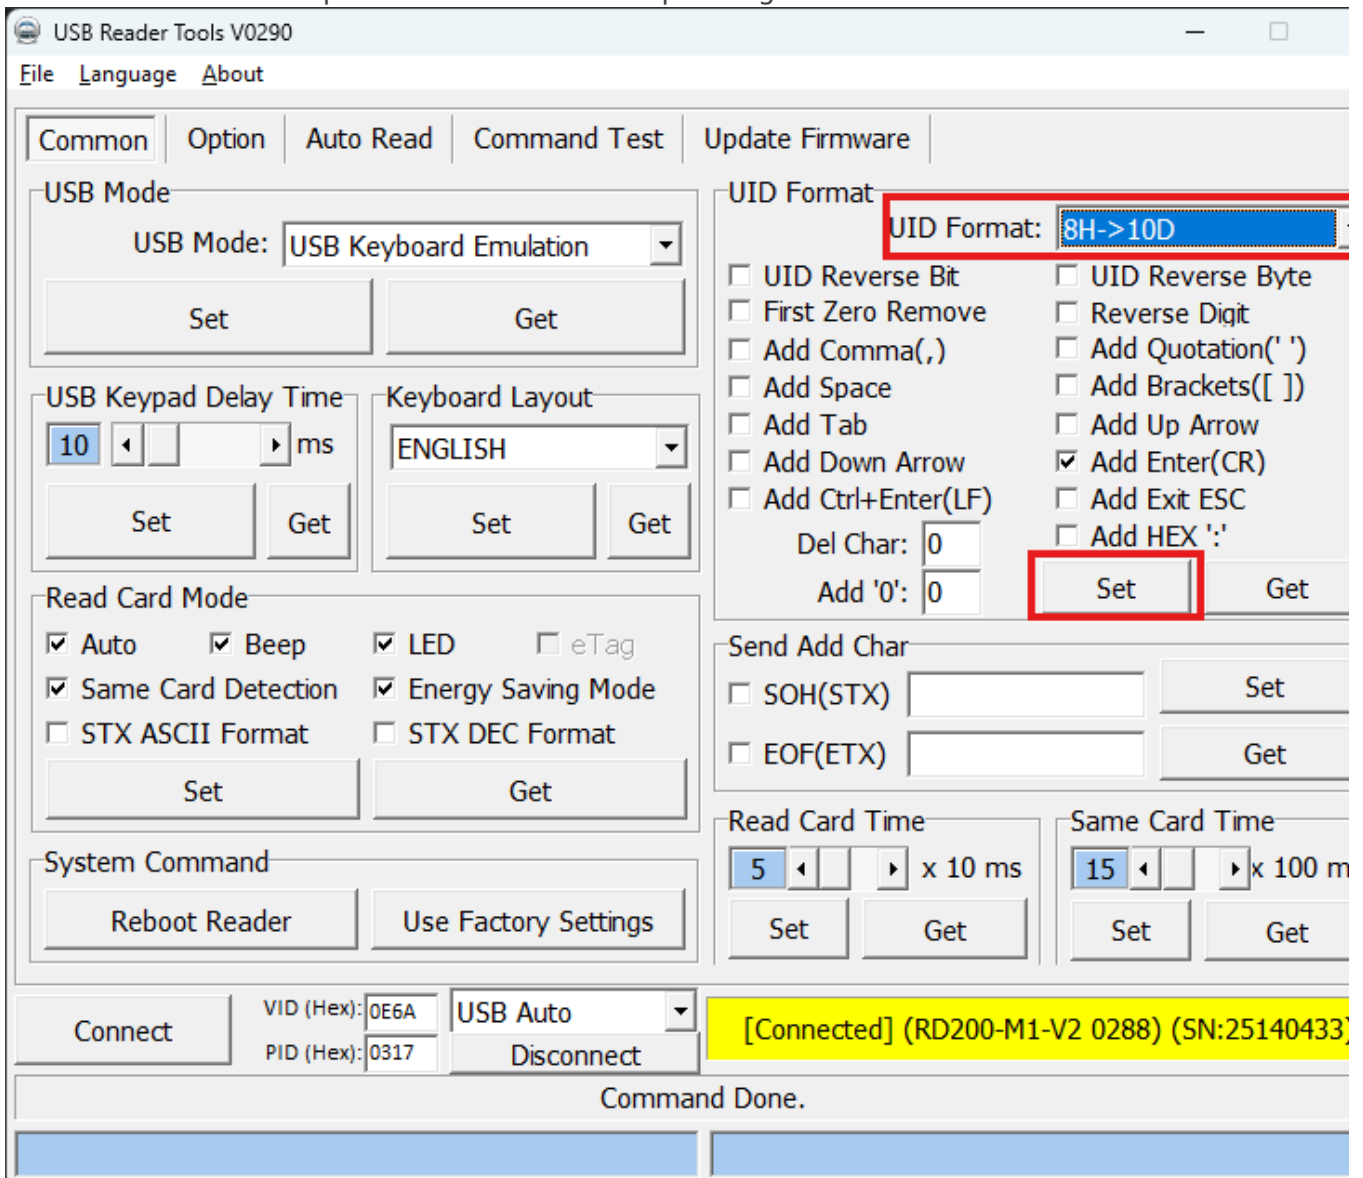 USB Reader Tools V0290
File Language About
Common Option Auto Read Command Test Update Firmware
USB Mode
USB Mode: USB Keyboard Emulation
Set Get
USB Keypad Delay Time
10 ms
Set Get
Keyboard Layout
ENGLISH
Set Get
Read Card Mode
Auto Beep LED eTag
Same Card Detection Energy Saving Mode
STX ASCII Format STX DEC Format
Set Get
System Command
Reboot Reader Use Factory Settings
UID Format
UID Format: 8H->10D
UID Reverse Bit UID Reverse Byte
First Zero Remove Reverse Digit
Add Comma(,) Add Quotation(' ')
Add Space Add Brackets([ ])
Add Tab Add Up Arrow
Add Down Arrow Add Enter(CR)
Add Ctrl+Enter(LF) Add Exit ESC
Del Char: 0 Add HEX ':'
Add '0': 0 Set Get
Send Add Char
SOH(STX) Set
EOF(ETX) Get
Read Card Time
5 x 10 ms
Set Get
Same Card Time
15 x 100 m
Set Get
Connect VID (Hex): 0E6A USB Auto
PID (Hex): 0317 Disconnect
[Connected] (RD200-M1-V2 0288) (SN:25140433)
Command Done.